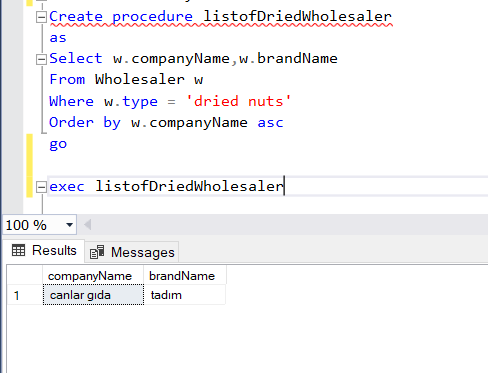 Create procedure listofDriedWholesaler
as
Select w.companyName,w.brandName
From Wholesaler w
Where w.type = 'dried nuts'
Order by w.companyName asc
go
exec listofDriedWholesaler
100 %
Results Messages
companyName brandName
1 canlar gıda tadım